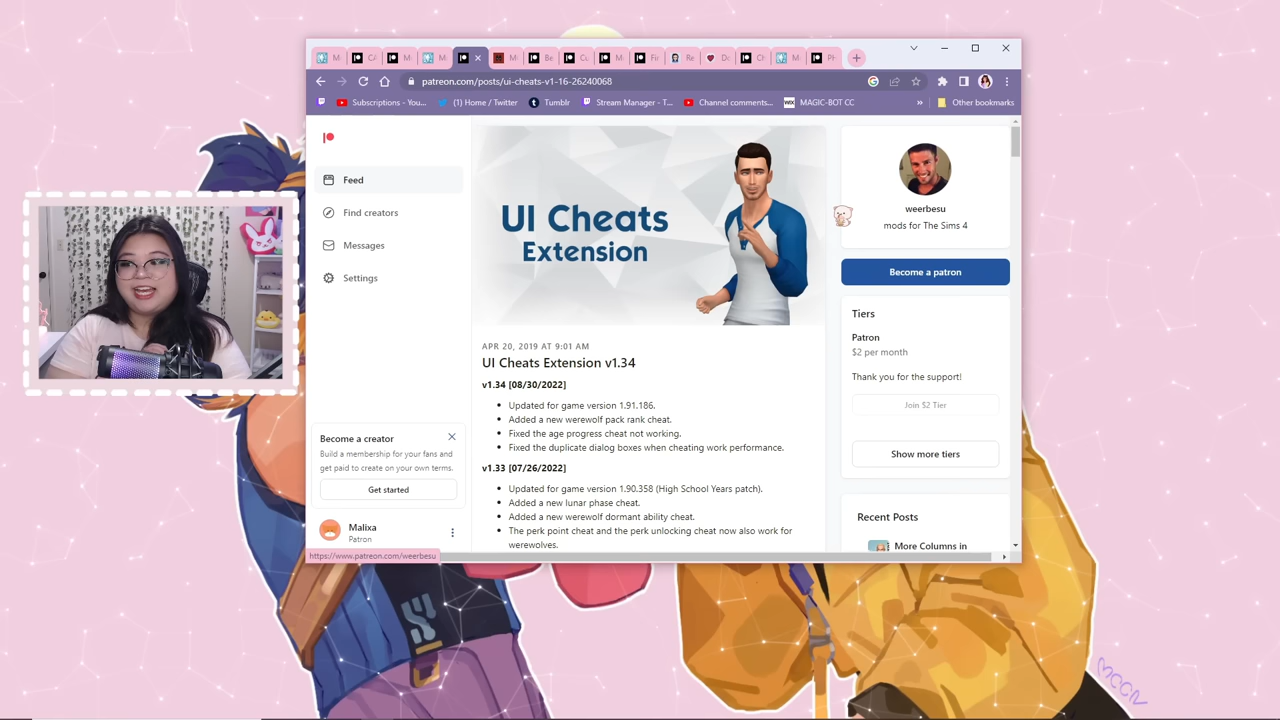 M
CA
M
M
M
Be
Cu
M
Fi
Re
Do
Ch
M
Pl
patreon.com/posts/ui-cheats-v1-16-26240068
Subscriptions - You...
(1) Home / Twitter
Tumblr
Stream Manager - T...
Channel comments...
WIX
MAGIC-BOT CC
»
Other bookmarks
Feed
Find creators
Messages
Settings
Become a creator
Build a membership for your fans and
get paid to create on your own terms.
Get started
Malixa
Patron
https://www.patreon.com/weerbesu
UI Cheats
Extension
APR 20, 2019 AT 9:01 AM
UI Cheats Extension v1.34
v1.34 [08/30/2022]
• Updated for game version 1.91.186.
• Added a new werewolf pack rank cheat.
• Fixed the age progress cheat not working.
• Fixed the duplicate dialog boxes when cheating work performance.
v1.33 [07/26/2022]
• Updated for game version 1.90.358 (High School Years patch).
• Added a new lunar phase cheat.
• Added a new werewolf dormant ability cheat.
• The perk point cheat and the perk unlocking cheat now also work for
werewolves.
weerbesu
mods for The Sims 4
Become a patron
Tiers
Patron
$2 per month
Thank you for the support!
Join $2 Tier
Show more tiers
Recent Posts
More Columns in